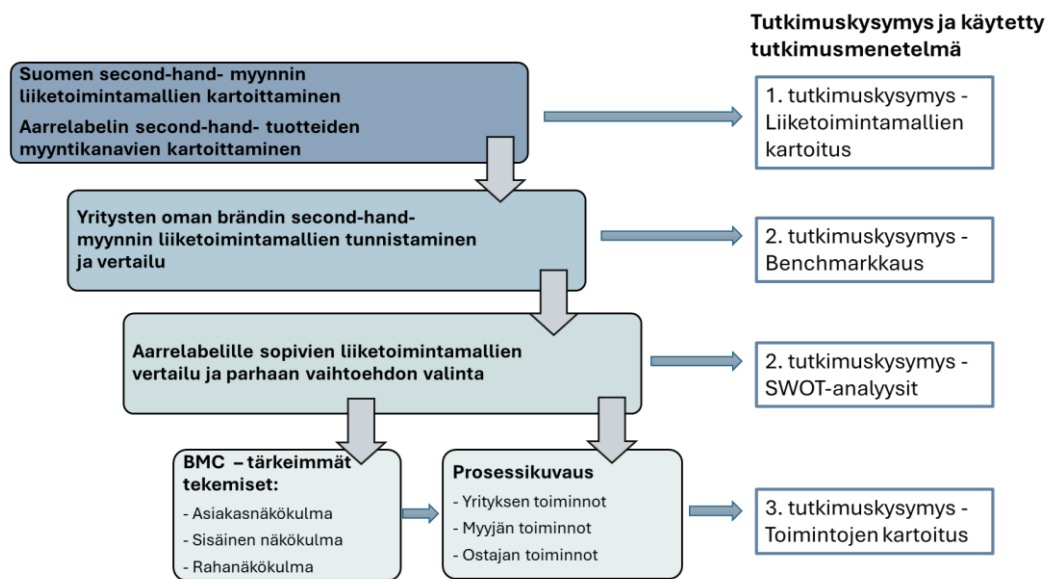 Tutkimuskysymys ja käytetty
tutkimusmenetelmä
Suomen second-hand- myynnin
liiketoimintamallien kartoittaminen
Aarrelabelin second-hand- tuotteiden
myyntikanavien kartoittaminen
1. tutkimuskysymys -
Liiketoimintamallien
kartoitus
Yritysten oman brändin second-hand-
myynnin liiketoimintamallien tunnistaminen
ja vertailu
2. tutkimuskysymys -
Benchmarkkaus
Aarrelabelille sopivien liiketoimintamallien
vertailu ja parhaan vaihtoehdon valinta
2. tutkimuskysymys -
SWOT-analyysit
BMC – tärkeimmät
tekemiset:
- Asiakasnäkökulma
- Sisäinen näkökulma
- Rahanäkökulma
Prosessikuvaus
- Yrityksen toiminnot
- Myyjän toiminnot
- Ostajan toiminnot
3. tutkimuskysymys -
Toimintojen kartoitus